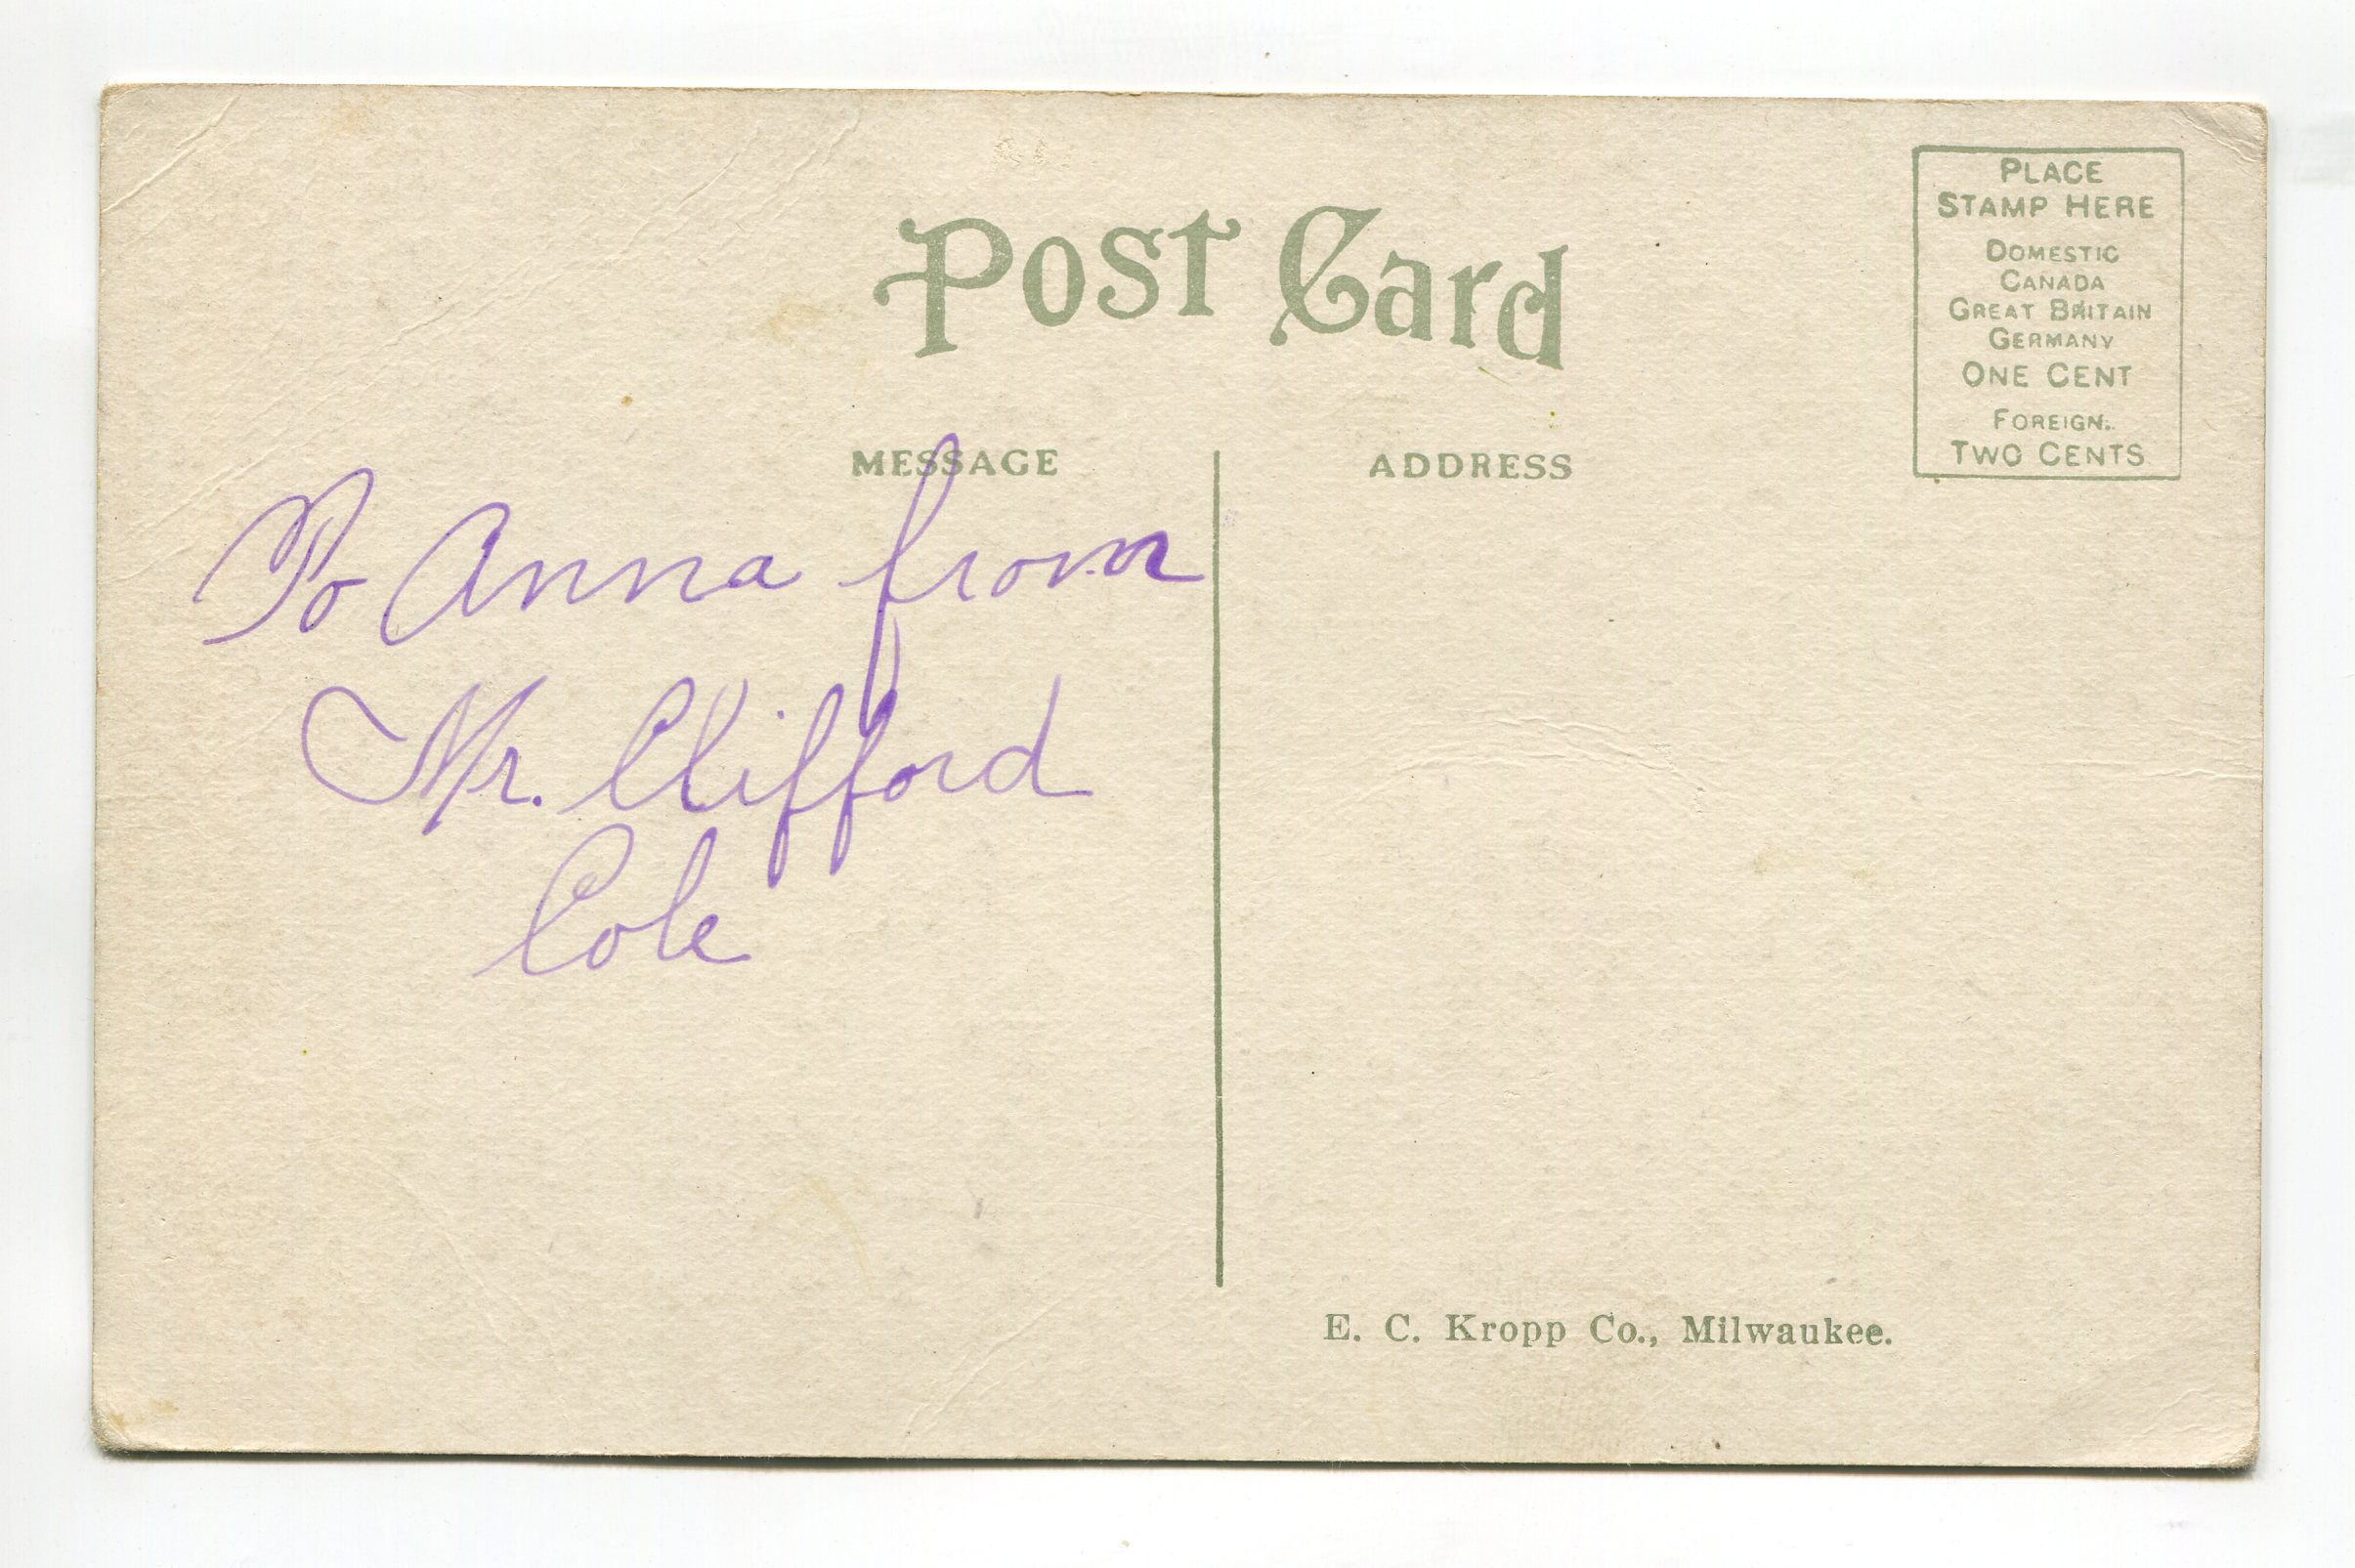 Post Card
PLACE
STAMP HERE
DOMESTIC
CANADA
GREAT BRITAIN
GERMANY
ONE CENT
FOREIGN.
TWO CENTS
MESSAGE
ADDRESS
To Anna from
Mr. Clifford
Cole
E. C. Kropp Co., Milwaukee.